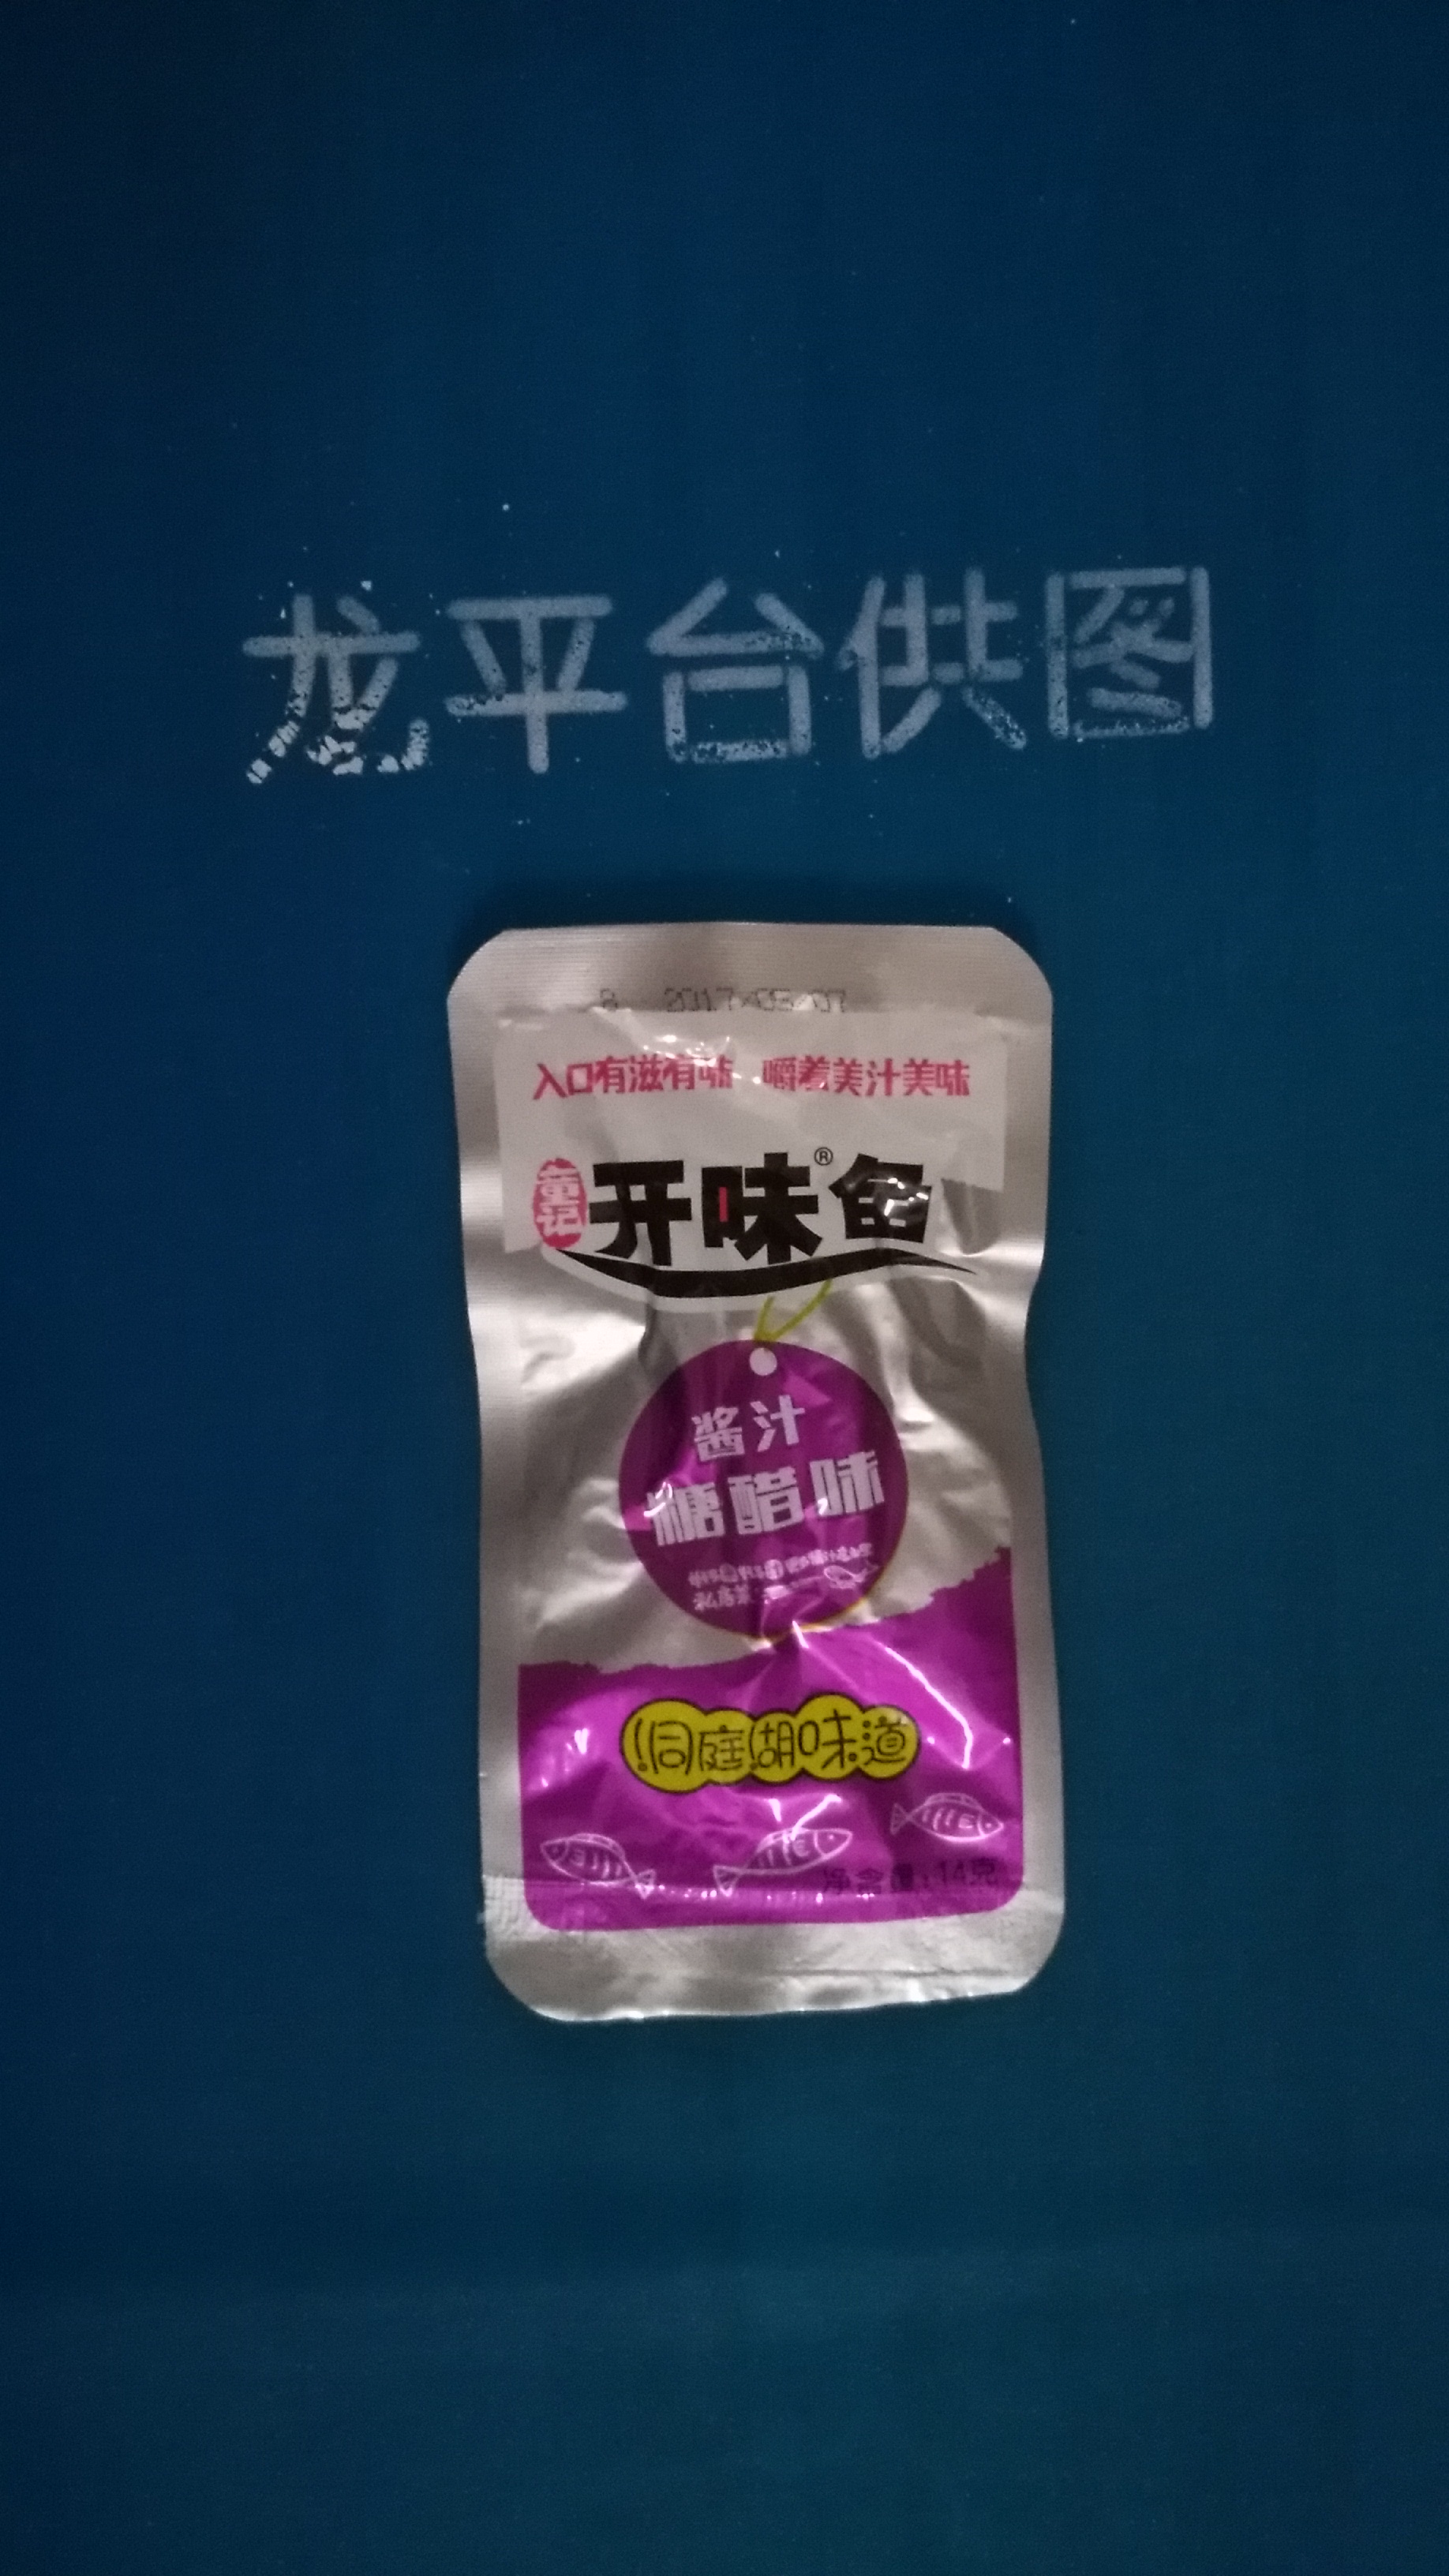 龙平台供图
8 2017/05/07
入口有滋有味 嚼着美汁美味
童记 开味®鱼
酱汁
糖醋味
洞庭湖味道
净含量:14克